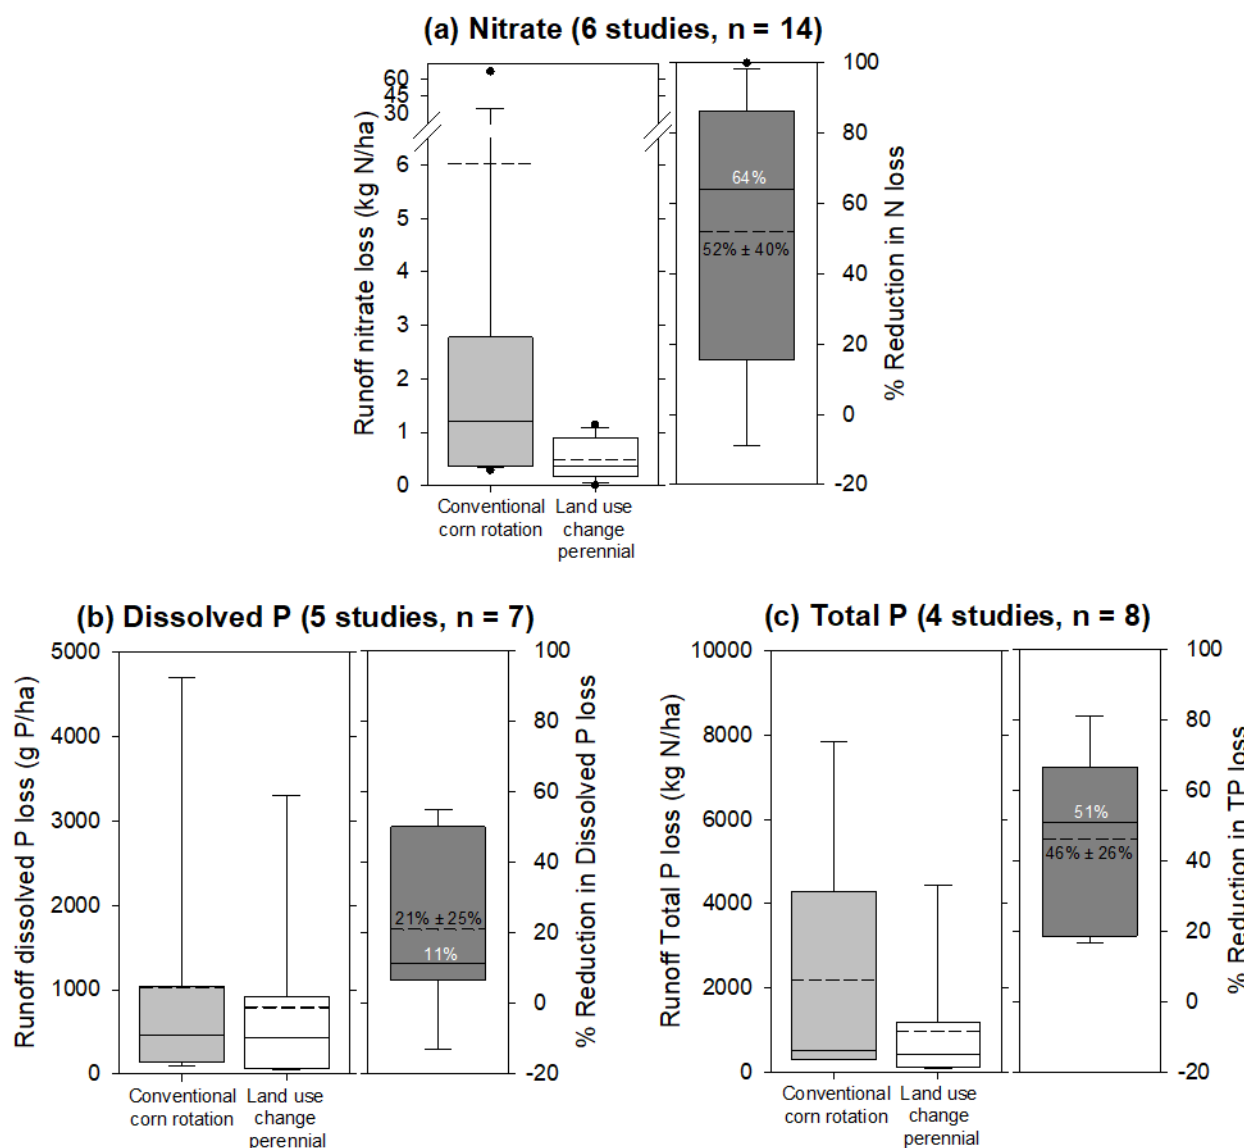 (a) Nitrate (6 studies, n = 14)
Runoff nitrate loss (kg N/ha)
60
45
30
6
5
4
3
2
1
0
Conventional
corn rotation
Land use
change
perennial
64%
52% ± 40%
100
80
60
40
20
0
-20
% Reduction in N loss
(b) Dissolved P (5 studies, n = 7)
Runoff dissolved P loss (g P/ha)
5000
4000
3000
2000
1000
0
Conventional
corn rotation
Land use
change
perennial
21% ± 25%
11%
100
80
60
40
20
0
-20
% Reduction in Dissolved P loss
(c) Total P (4 studies, n = 8)
Runoff Total P loss (kg N/ha)
10000
8000
6000
4000
2000
0
Conventional
corn rotation
Land use
change
perennial
51%
46% ± 26%
100
80
60
40
20
0
-20
% Reduction in TP loss